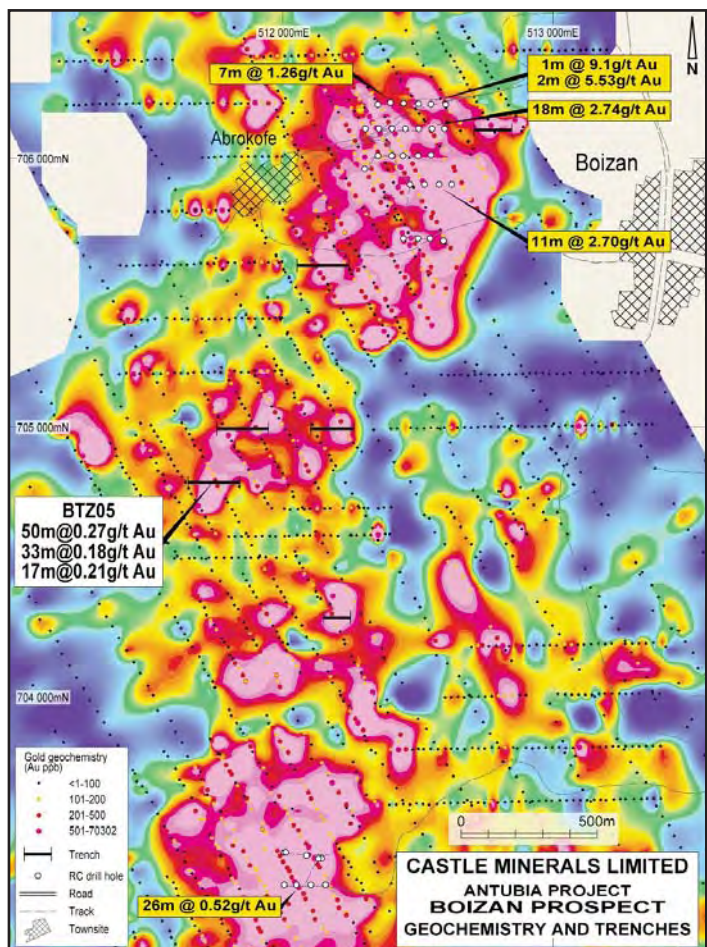 512 000mE
513 000mE
N
7m @ 1.26g/t Au
1m @ 9.1g/t Au
2m @ 5.53g/t Au
18m @ 2.74g/t Au
Abrokofe
706 000mN
Boizan
11m @ 2.70g/t Au
705 000mN
BTZ05
50m@0.27g/t Au
33m@0.18g/t Au
17m@0.21g/t Au
704 000mN
Gold geochemistry
(Au ppb)
<1-100
101-200
201-500
501-70302
Trench
RC drill hole
Road
Track
Townsite
0
500m
26m @ 0.52g/t Au
CASTLE MINERALS LIMITED
ANTUBIA PROJECT
BOIZAN PROSPECT
GEOCHEMISTRY AND TRENCHES